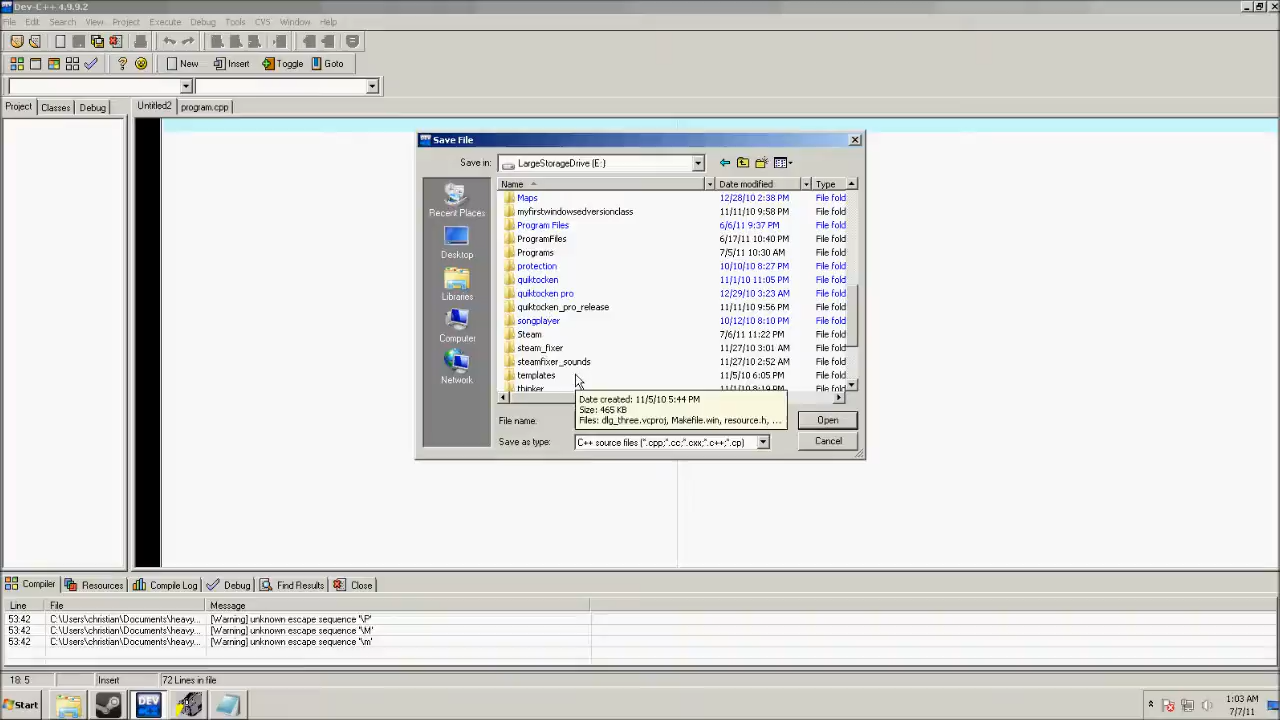 Dev-C++ 4.9.9.2
File Edit Search View Project Execute Debug Tools CVS Window Help
New Insert Toggle Goto
Project Classes Debug Untitled2 program.cpp
Save File
Save in: LargeStorageDrive (E:)
Name Date modified Type
Maps 12/28/10 2:38 PM File fold
myfirstwindowsedversionclass 11/11/10 9:58 PM File fold
Program Files 6/6/11 9:37 PM File fold
ProgramFiles 6/17/11 10:40 PM File fold
Programs 7/5/11 10:30 AM File fold
protection 10/10/10 8:27 PM File fold
quiktocken 11/1/10 11:05 PM File fold
quiktocken pro 12/29/10 3:23 AM File fold
quiktocken_pro_release 11/11/10 9:56 PM File fold
songplayer 10/12/10 8:10 PM File fold
Steam 7/6/11 11:22 PM File fold
steam_fixer 11/27/10 3:01 AM File fold
steamfixer_sounds 11/27/10 2:52 AM File fold
templates 11/5/10 6:05 PM File fold
thinker 11/1/10 8:19 PM File fold
Recent Places
Desktop
Libraries
Computer
Network
Date created: 11/5/10 5:44 PM
Size: 465 KB
Files: dlg_three.vcproj, Makefile.win, resource.h, ...
File name: Open
Save as type: C++ source files (*.cpp;*.cc;*.cxx;*.c++;*.cp) Cancel
Compiler Resources Compile Log Debug Find Results Close
Line File Message
53:42 C:\Users\christian\Documents\heavy... [Warning] unknown escape sequence '\P'
53:42 C:\Users\christian\Documents\heavy... [Warning] unknown escape sequence '\M'
53:42 C:\Users\christian\Documents\heavy... [Warning] unknown escape sequence '\m'
18: 5 Insert 72 Lines in file
Start DEV 1:03 AM
7/7/11